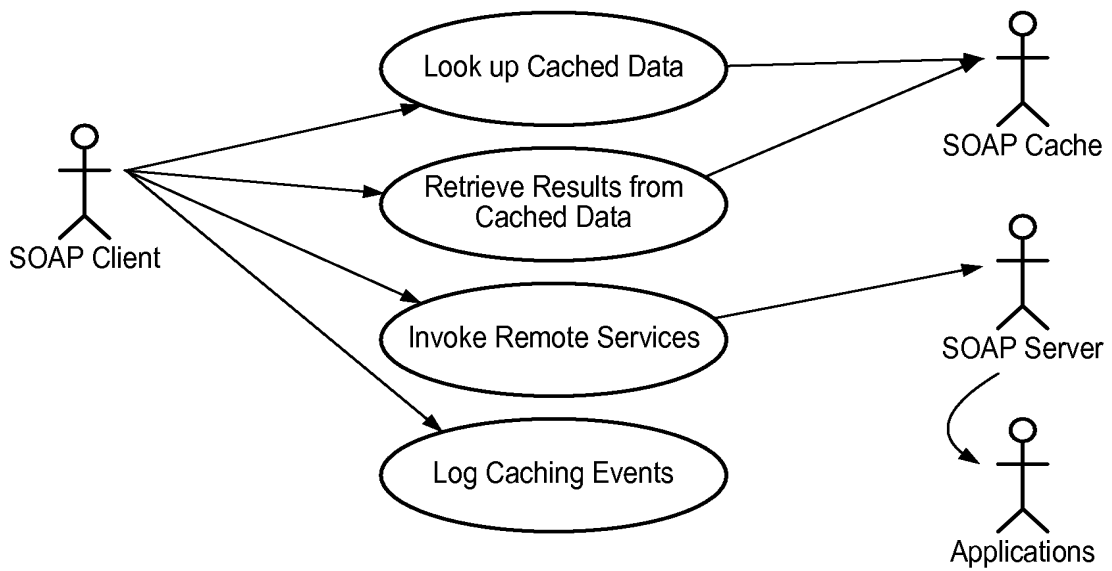 Look up Cached Data
SOAP Cache
SOAP Client
Retrieve Results from
Cached Data
Invoke Remote Services
SOAP Server
Log Caching Events
Applications